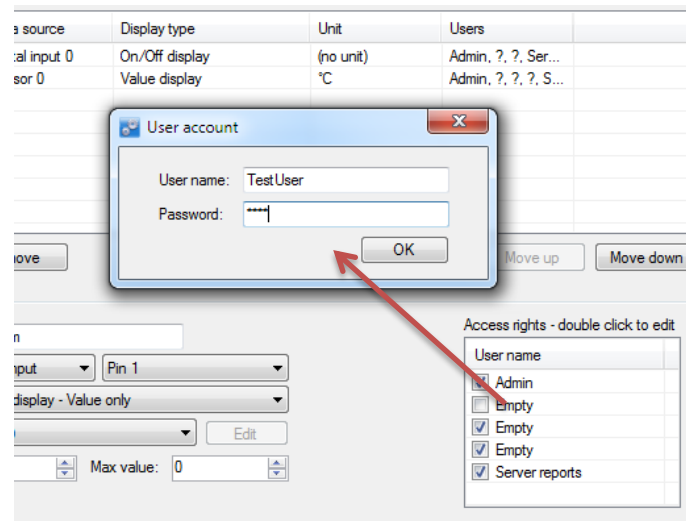 a source Display type Unit Users
tal input 0 On/Off display (no unit) Admin, ?, ?, Ser...
sor 0 Value display °C Admin, ?, ?, ?, S...
User account
User name: TestUser
Password: ****
OK
ove Move up Move down
Access rights - double click to edit
m
User name
nput Pin 1
Admin
display - Value only
Empty
Edit
Empty
Empty
Max value: 0
Server reports